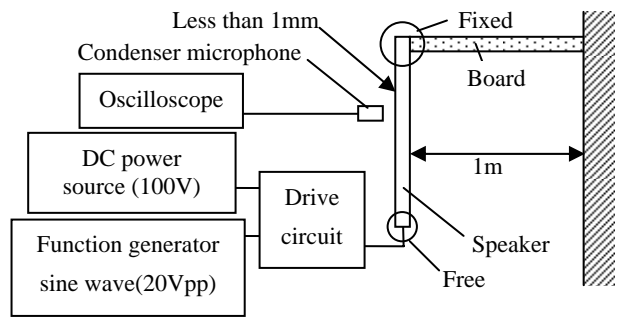 Less than 1mm
Fixed
Condenser microphone
Board
Oscilloscope
DC power
source (100V)
1m
Drive
circuit
Function generator
sine wave(20Vpp)
Speaker
Free